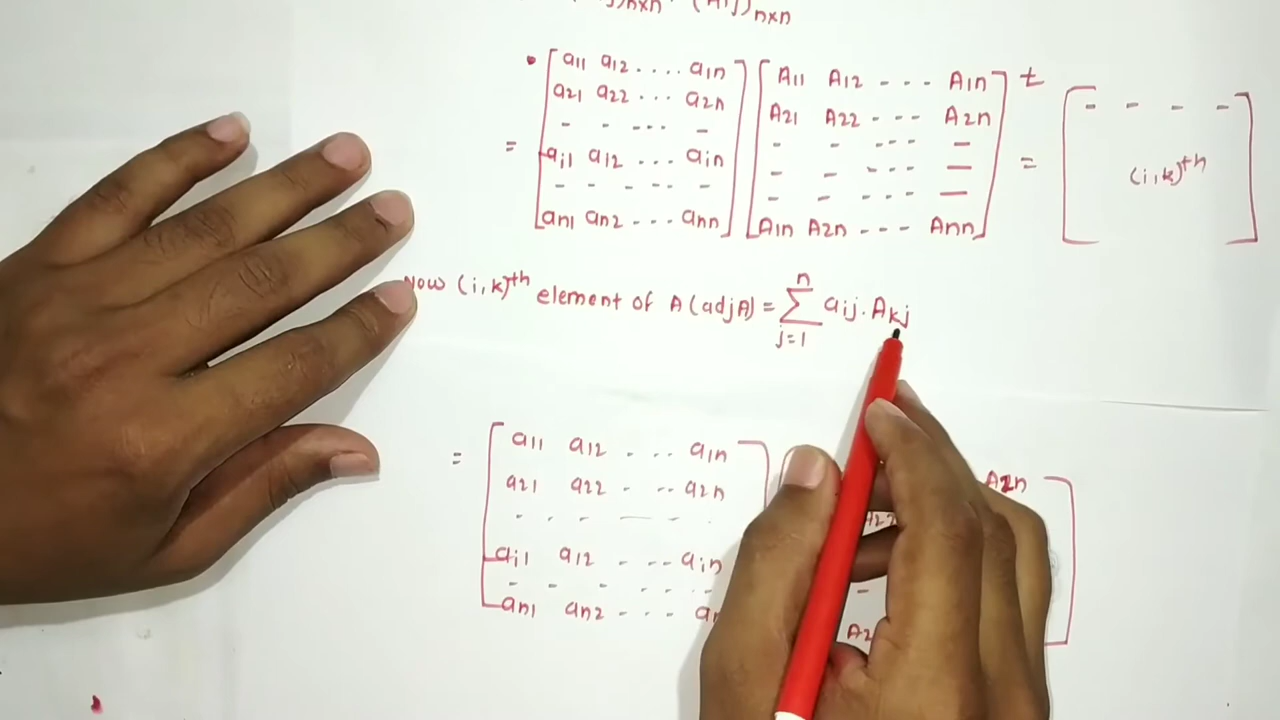 )n×n · (Aij)n×n
= [ a11 a12 .... a1n ] [ A11 A12 --- A1n ] t = [ - - - - ]
a21 a22 ... a2n   A21 A22 --- A2n
- - --- -   - - --- -
ai1 a12 ... ain   - - --- -   (i,k)th
- - -- -- -   - - --- -
an1 an2 --- ann   A1n A2n --- Ann
Now (i,k)th element of A(adjA) = n∑j=1 aij . Akj
= [ a11 a12 . ... a1n ] [ A2n ]
a21 a22 - -- a2n
- - - — - .
ai1 a12 - -- ain
- - - -- --
an1 an2 - --